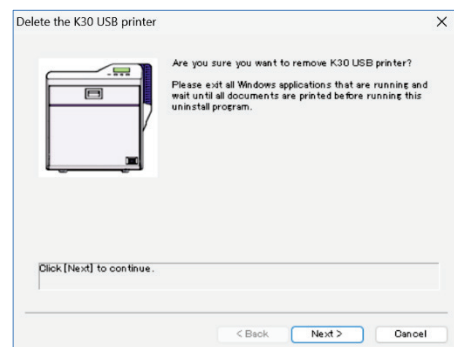 Delete the K30 USB printer
Are you sure you want to remove K30 USB printer?
Please exit all Windows applications that are running and
wait until all documents are printed before running this
uninstall program.
Click [Next] to continue.
< Back
Next >
Cancel